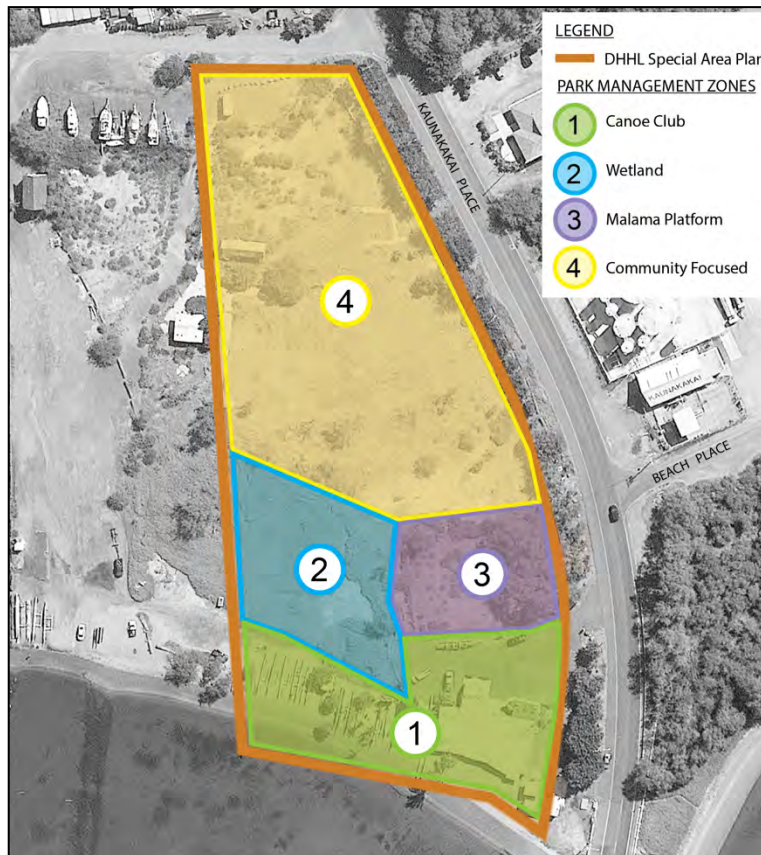 LEGEND
DHHL Special Area Plan
PARK MANAGEMENT ZONES
1 Canoe Club
2 Wetland
3 Malama Platform
4 Community Focused
KAUNAKAKAI PLACE
4
KAUNAKAKAI
BEACH PLACE
2
3
1